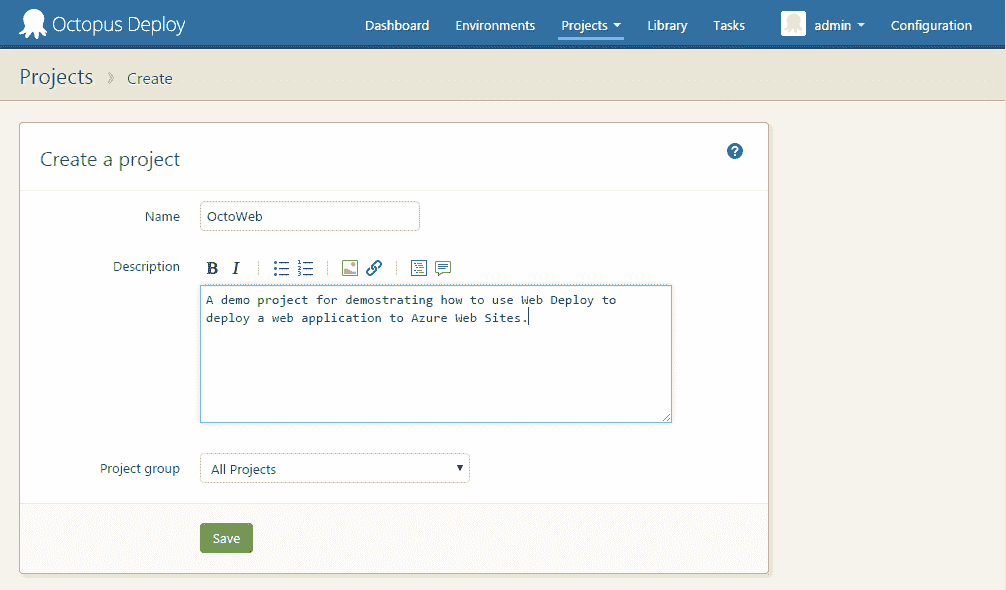 Octopus Deploy Dashboard Environments Projects Library Tasks admin Configuration
Projects Create
Create a project ?
Name OctoWeb
Description B I
A demo project for demostrating how to use Web Deploy to
deploy a web application to Azure Web Sites.
Project group All Projects
Save